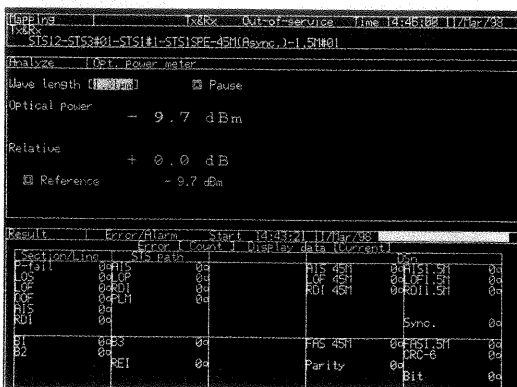 Mapping Tx&Rx Out-of-service Time 14:46:08 11/Mar/98
Tx&Rx
STS12-STS3#01-STS1#1-STS1SPE-45M(Async.)-1.5M#01
Analyze Opt. power meter
Wave length [ ] Pause
Optical Power
- 9.7 dBm
Relative
+ 0.0 dB
Reference - 9.7 dBm
Result Error/Alarm Start 14:43:21 11/Mar/98
Error [ Count ] Display data [Current]
Section/Line STS path DSn
P-fail 0 AIS 0 AIS 45M 0 AIS1.5M 0
LOS 0 LOP 0 LOF 45M 0 LOF1.5M 0
LOF 0 RDI 0 RDI 45M 0 RDI1.5M 0
OOF 0 PLM 0
AIS 0
RDI 0 Sync. 0
B1 0 B3 0 FAS 45M 0 FAS1.5M 0
B2 0 CRC-6 0
REI 0 Parity 0
Bit 0